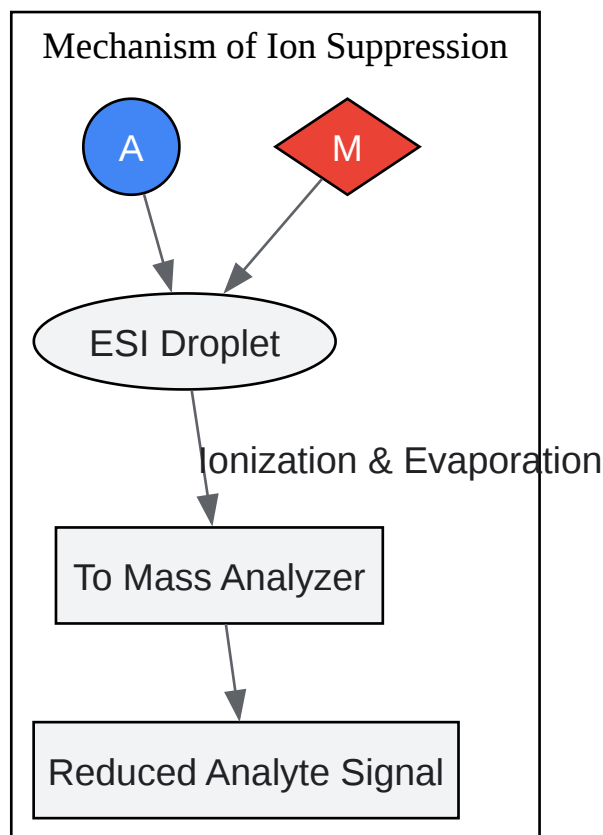 Mechanism of Ion Suppression
A
M
ESI Droplet
Ionization & Evaporation
To Mass Analyzer
Reduced Analyte Signal